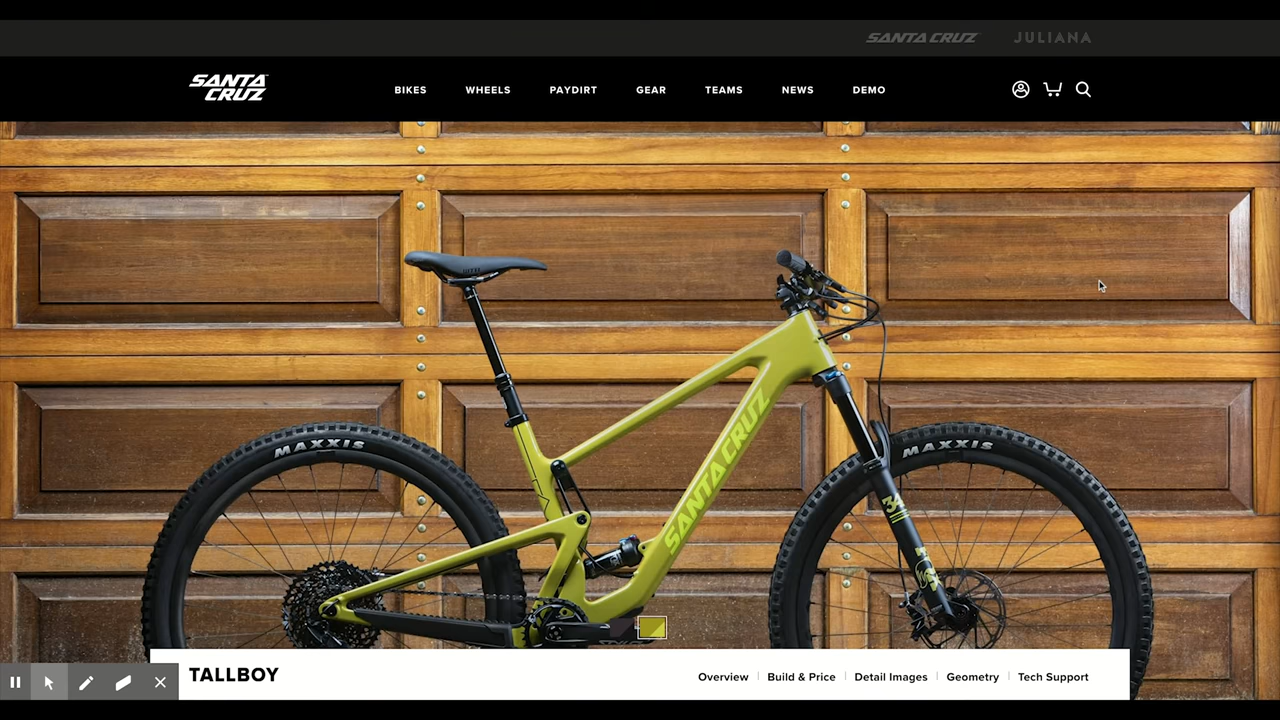 SANTA CRUZ JULIANA
SANTA CRUZ
BIKES WHEELS PAYDIRT GEAR TEAMS NEWS DEMO
MAXXIS
MAXXIS
SANTA CRUZ
TALLBOY
Overview Build & Price Detail Images Geometry Tech Support